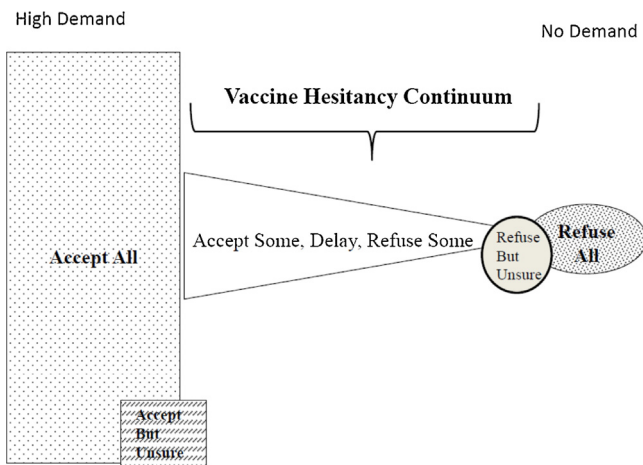 High Demand
No Demand
Vaccine Hesitancy Continuum
Accept All
Accept Some, Delay, Refuse Some
Refuse
But
Unsure
Refuse
All
Accept
But
Unsure